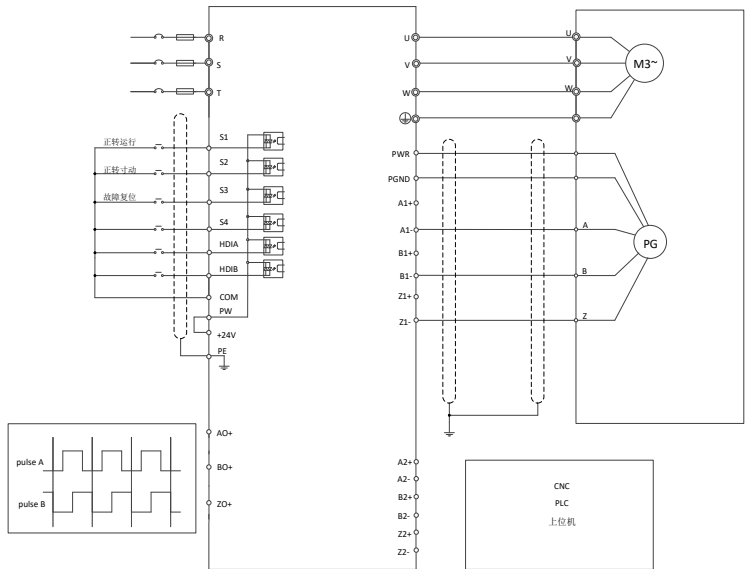 R
S
T
U
V
W
U
V
W
M3~
正转运行
正转寸动
故障复位
S1
S2
S3
S4
HDIA
HDIB
COM
PW
+24V
PE
PWR
PGND
A1+
A1-
B1+
B1-
Z1+
Z1-
A
B
Z
PG
pulse A
pulse B
AO+
BO+
ZO+
A2+
A2-
B2+
B2-
Z2+
Z2-
CNC
PLC
上位机